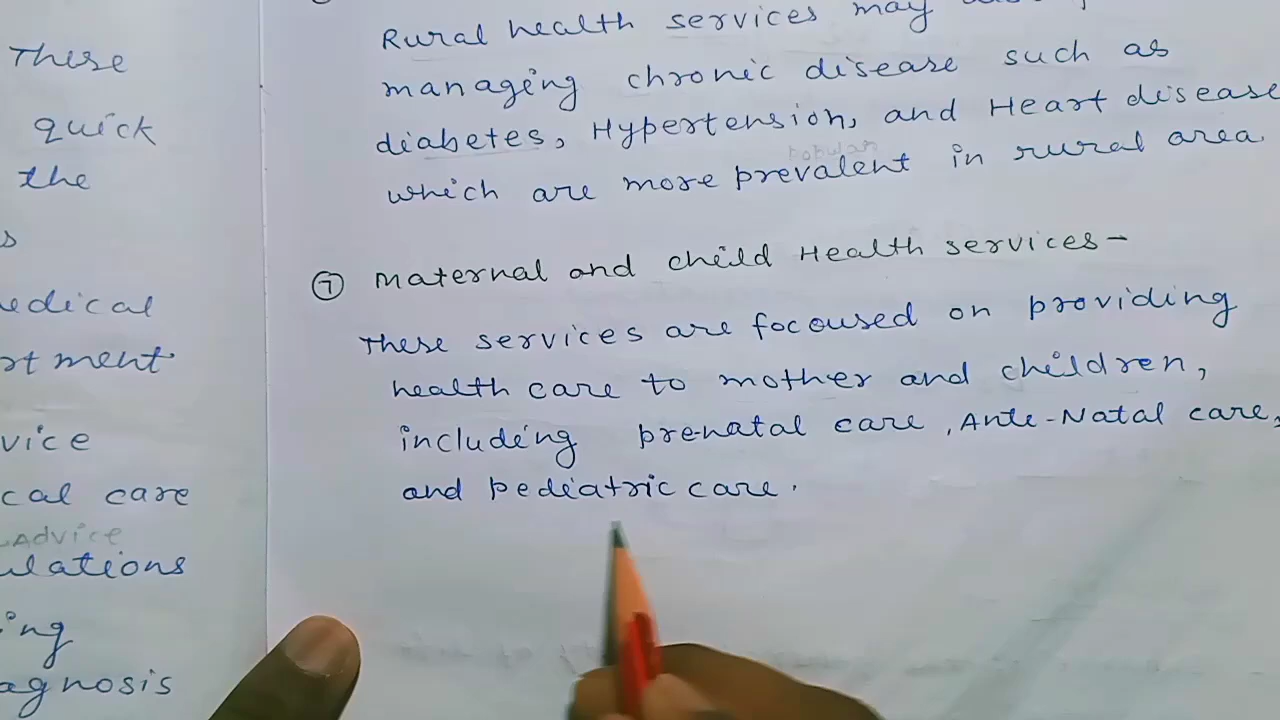 These
quick
the
s
edical
rtment
vice
cal care
Advice
lations
ing
agnosis
Rural health services may
managing chronic disease such as
diabetes, Hypertension, and Heart disease
popular
which are more prevalent in rural area
⑦ Maternal and child Health services-
These services are focoused on providing
health care to mother and children,
including prenatal care, Ante-Natal care,
and pediatric care.